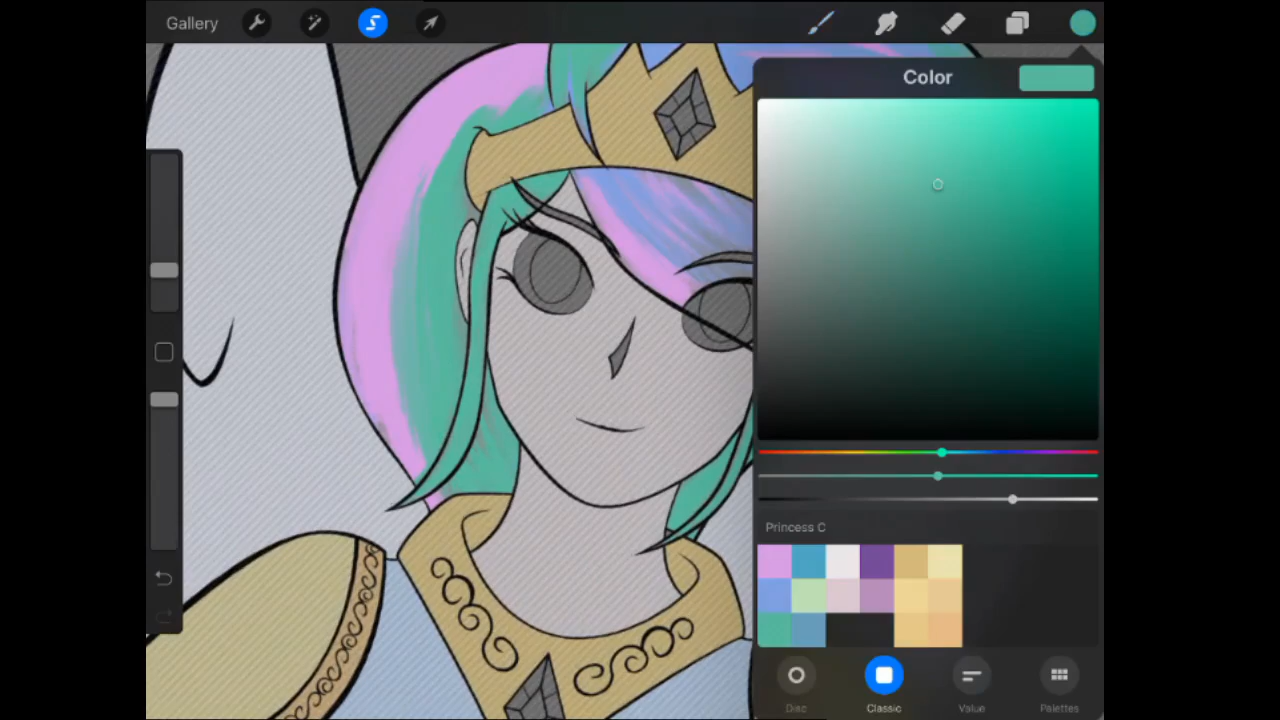 Gallery
Color
Princess C
Disc
Classic
Value
Palettes